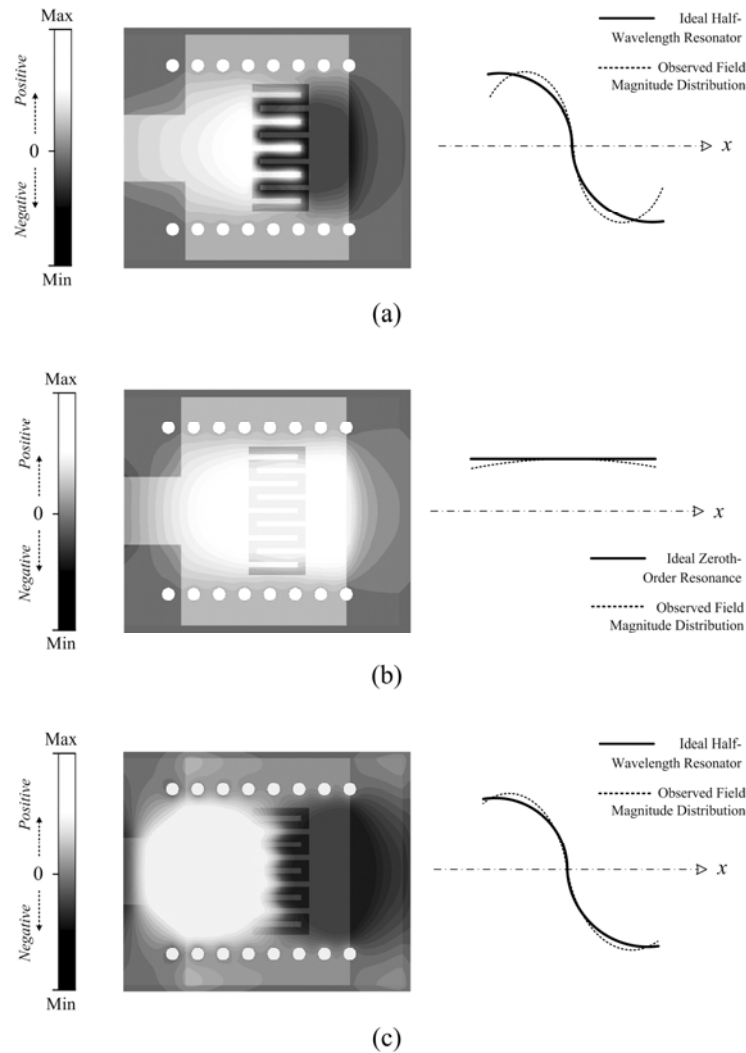 Max
Positive
0
Negative
Min
Ideal Half-
Wavelength Resonator
Observed Field
Magnitude Distribution
x
(a)
Max
Positive
0
Negative
Min
x
Ideal Zeroth-
Order Resonance
Observed Field
Magnitude Distribution
(b)
Max
Positive
0
Negative
Min
Ideal Half-
Wavelength Resonator
Observed Field
Magnitude Distribution
x
(c)